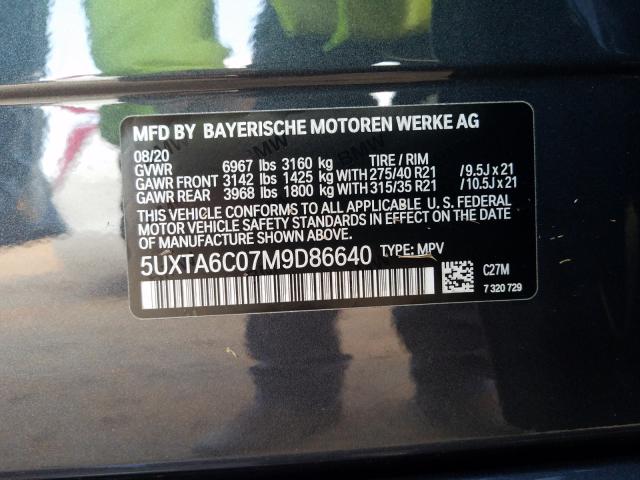 MFD BY BAYERISCHE MOTOREN WERKE AG
08/20
GVWR 6967 lbs 3160 kg TIRE / RIM
GAWR FRONT 3142 lbs 1425 kg WITH 275/40 R21 / 9.5J x 21
GAWR REAR 3968 lbs 1800 kg WITH 315/35 R21 / 10.5J x 21
THIS VEHICLE CONFORMS TO ALL APPLICABLE U. S. FEDERAL
MOTOR VEHICLE SAFETY STANDARDS IN EFFECT ON THE
DATE OF MANUFACTURE SHOWN ABOVE.
5UXTA6C07M9D86640 TYPE: MPV
C27M
7 320 729